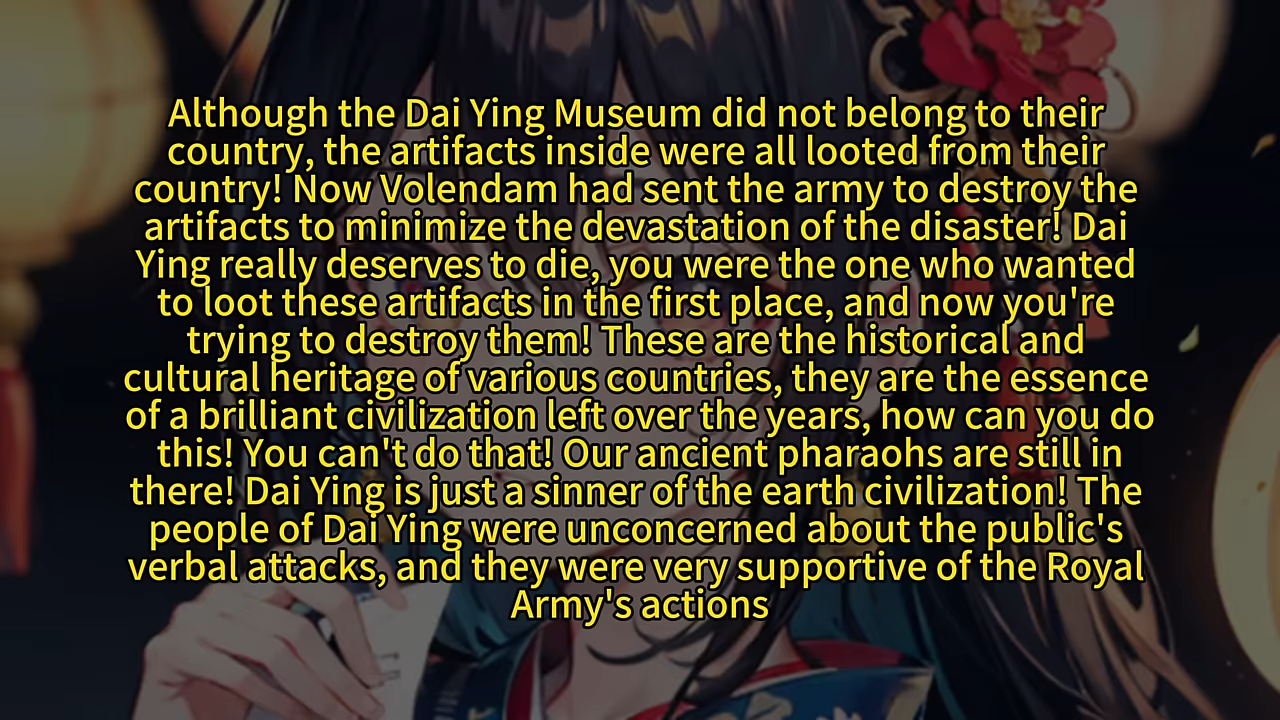 Although the Dai Ying Museum did not belong to their
country, the artifacts inside were all looted from their
country! Now Volendam had sent the army to destroy the
artifacts to minimize the devastation of the disaster! Dai
Ying really deserves to die, you were the one who wanted
to loot these artifacts in the first place, and now you're
trying to destroy them! These are the historical and
cultural heritage of various countries, they are the essence
of a brilliant civilization left over the years, how can you do
this! You can't do that! Our ancient pharaohs are still in
there! Dai Ying is just a sinner of the earth civilization! The
people of Dai Ying were unconcerned about the public's
verbal attacks, and they were very supportive of the Royal
Army's actions